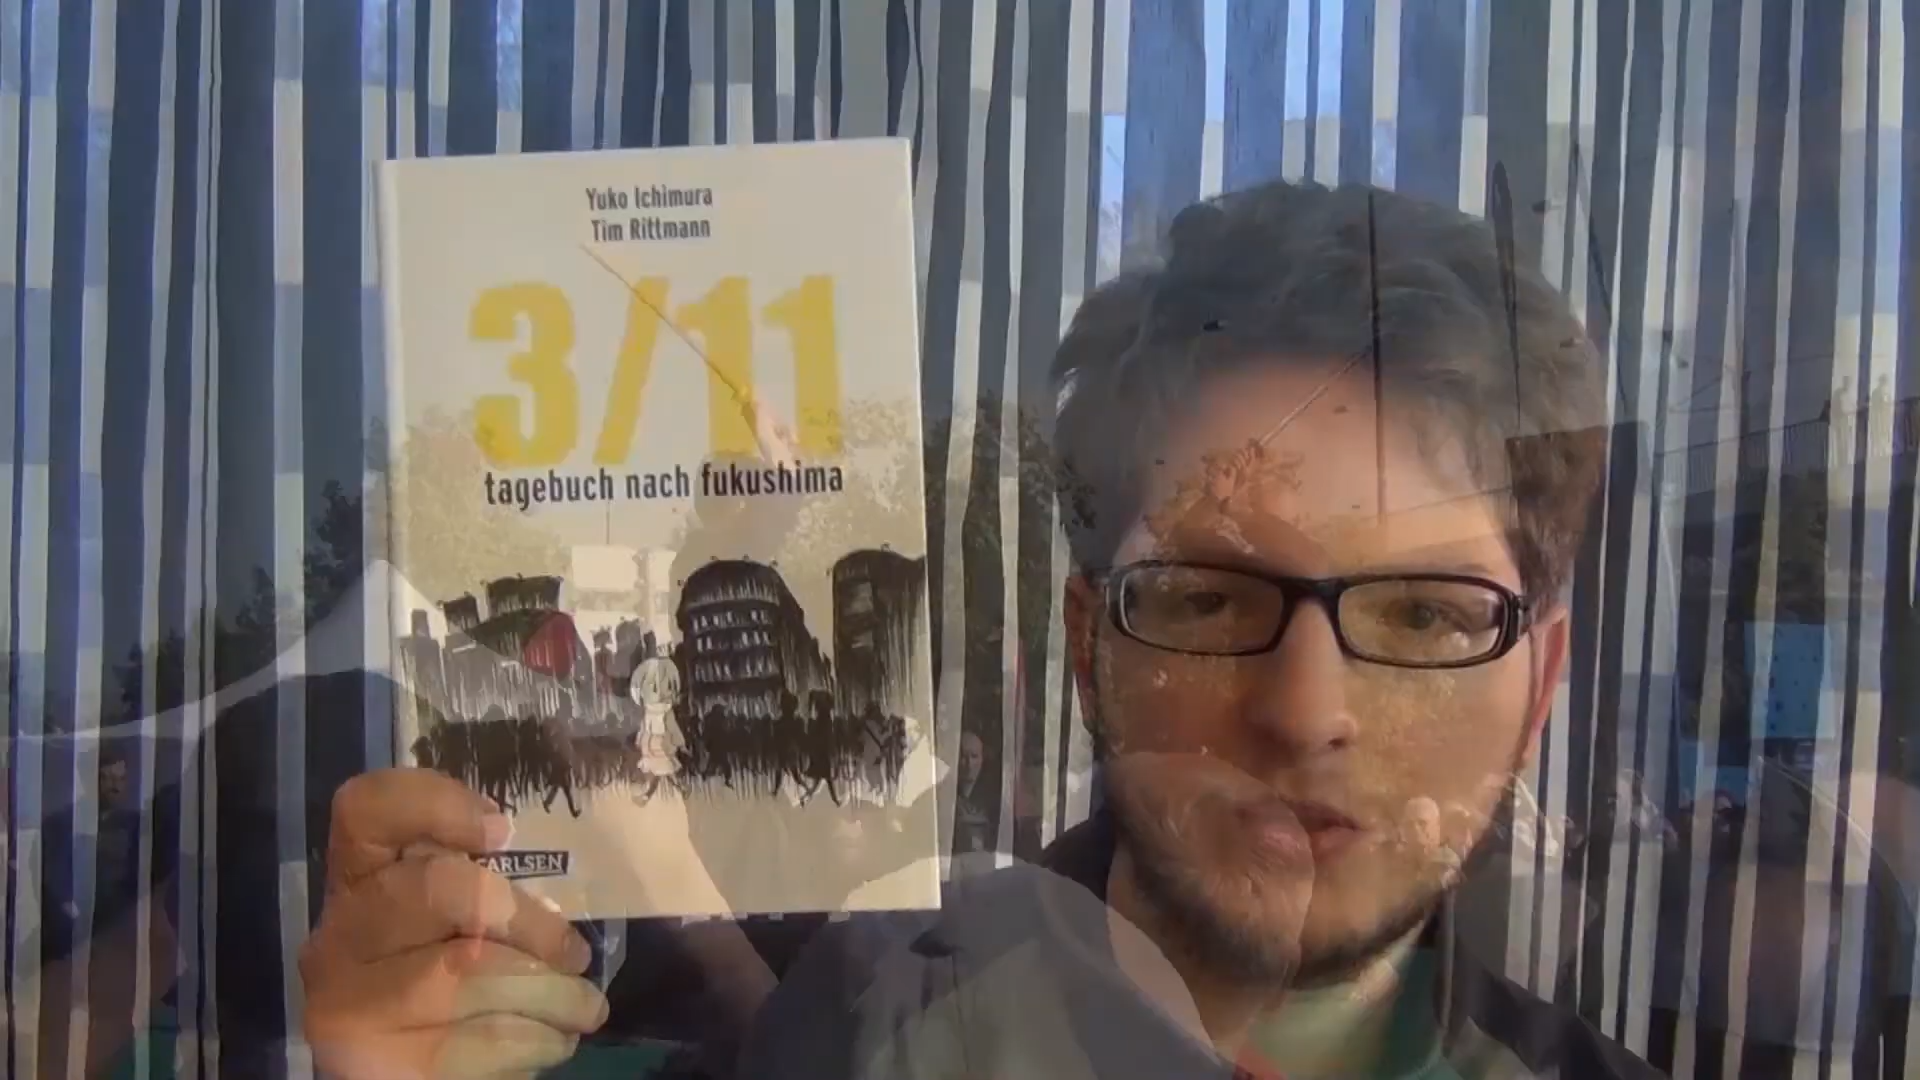 Yuko Ichimura
Tim Rittmann
3/11
tagebuch nach fukushima
CARLSEN